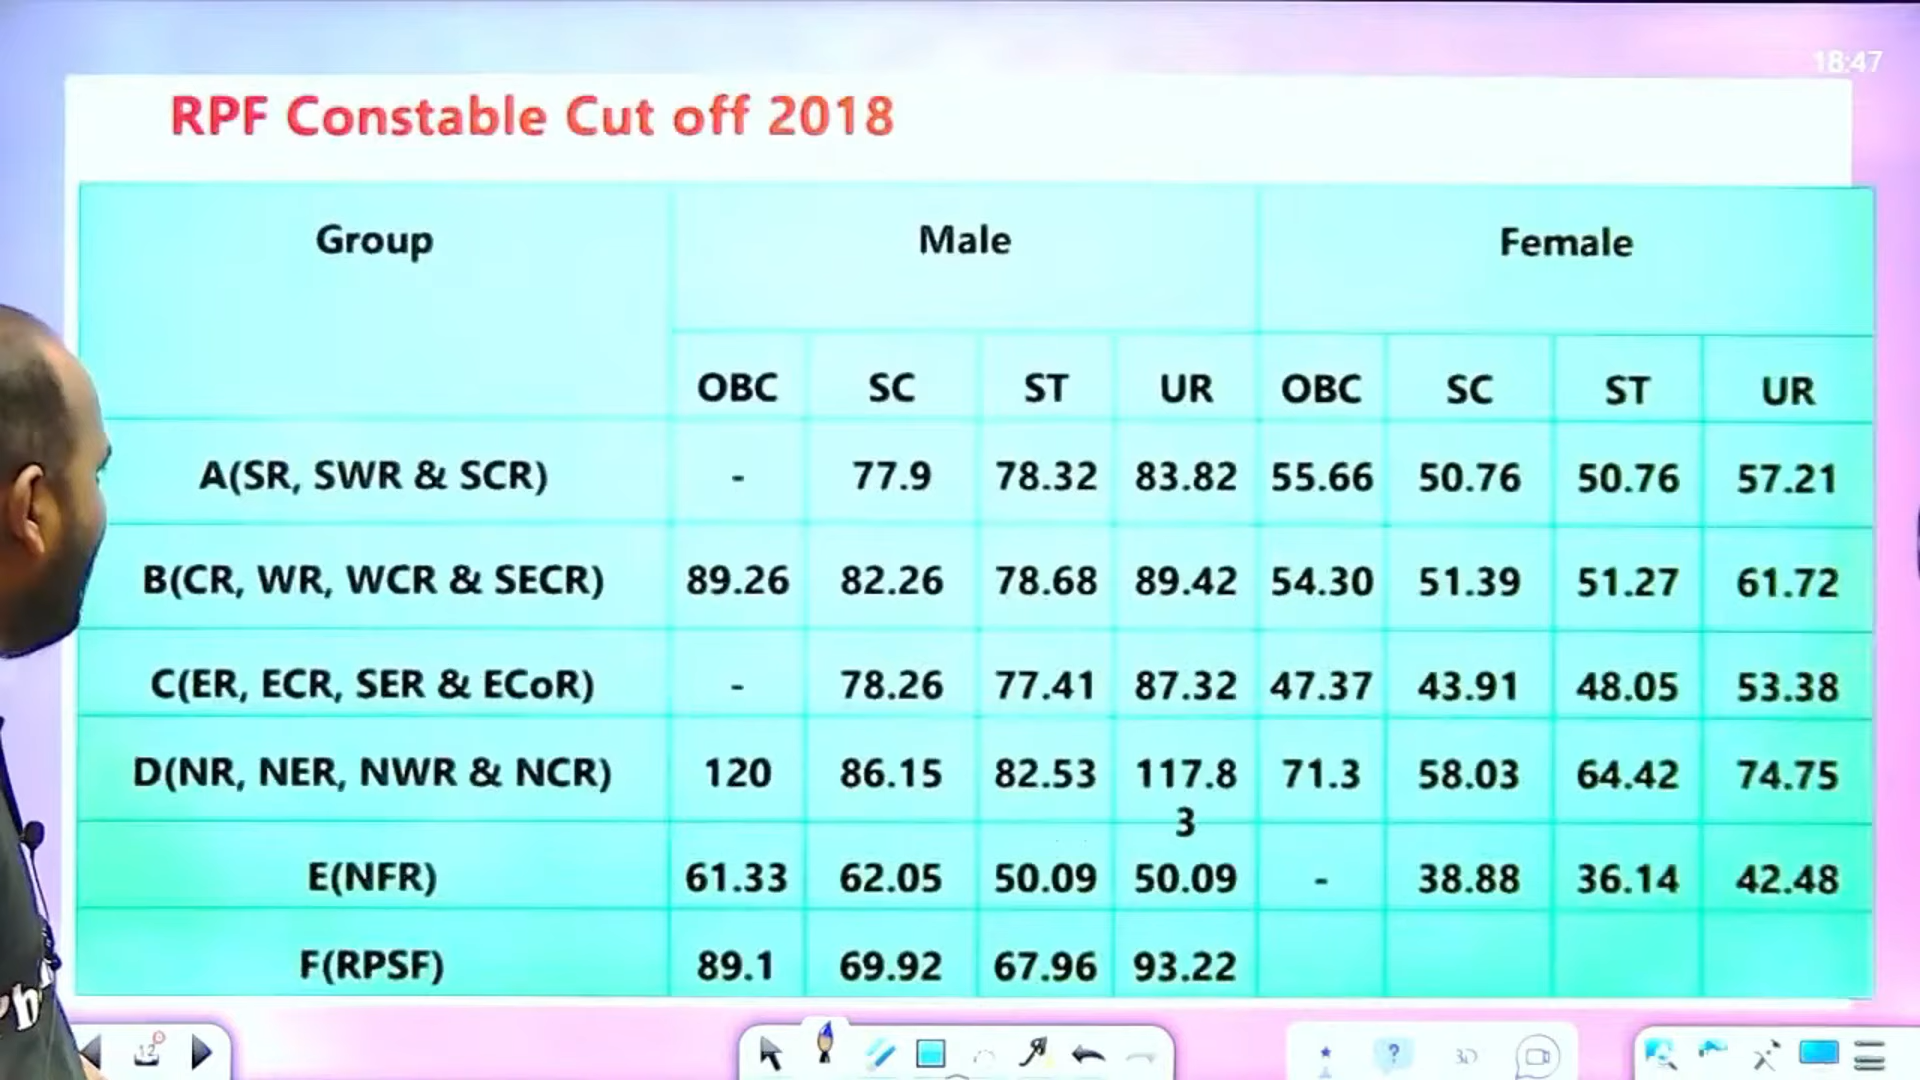 18:47
RPF Constable Cut off 2018
Group Male Female
OBC SC ST UR OBC SC ST UR
A(SR, SWR & SCR) - 77.9 78.32 83.82 55.66 50.76 50.76 57.21
B(CR, WR, WCR & SECR) 89.26 82.26 78.68 89.42 54.30 51.39 51.27 61.72
C(ER, ECR, SER & ECoR) - 78.26 77.41 87.32 47.37 43.91 48.05 53.38
D(NR, NER, NWR & NCR) 120 86.15 82.53 117.8 71.3 58.03 64.42 74.75
3
E(NFR) 61.33 62.05 50.09 50.09 - 38.88 36.14 42.48
F(RPSF) 89.1 69.92 67.96 93.22
12
?
3D